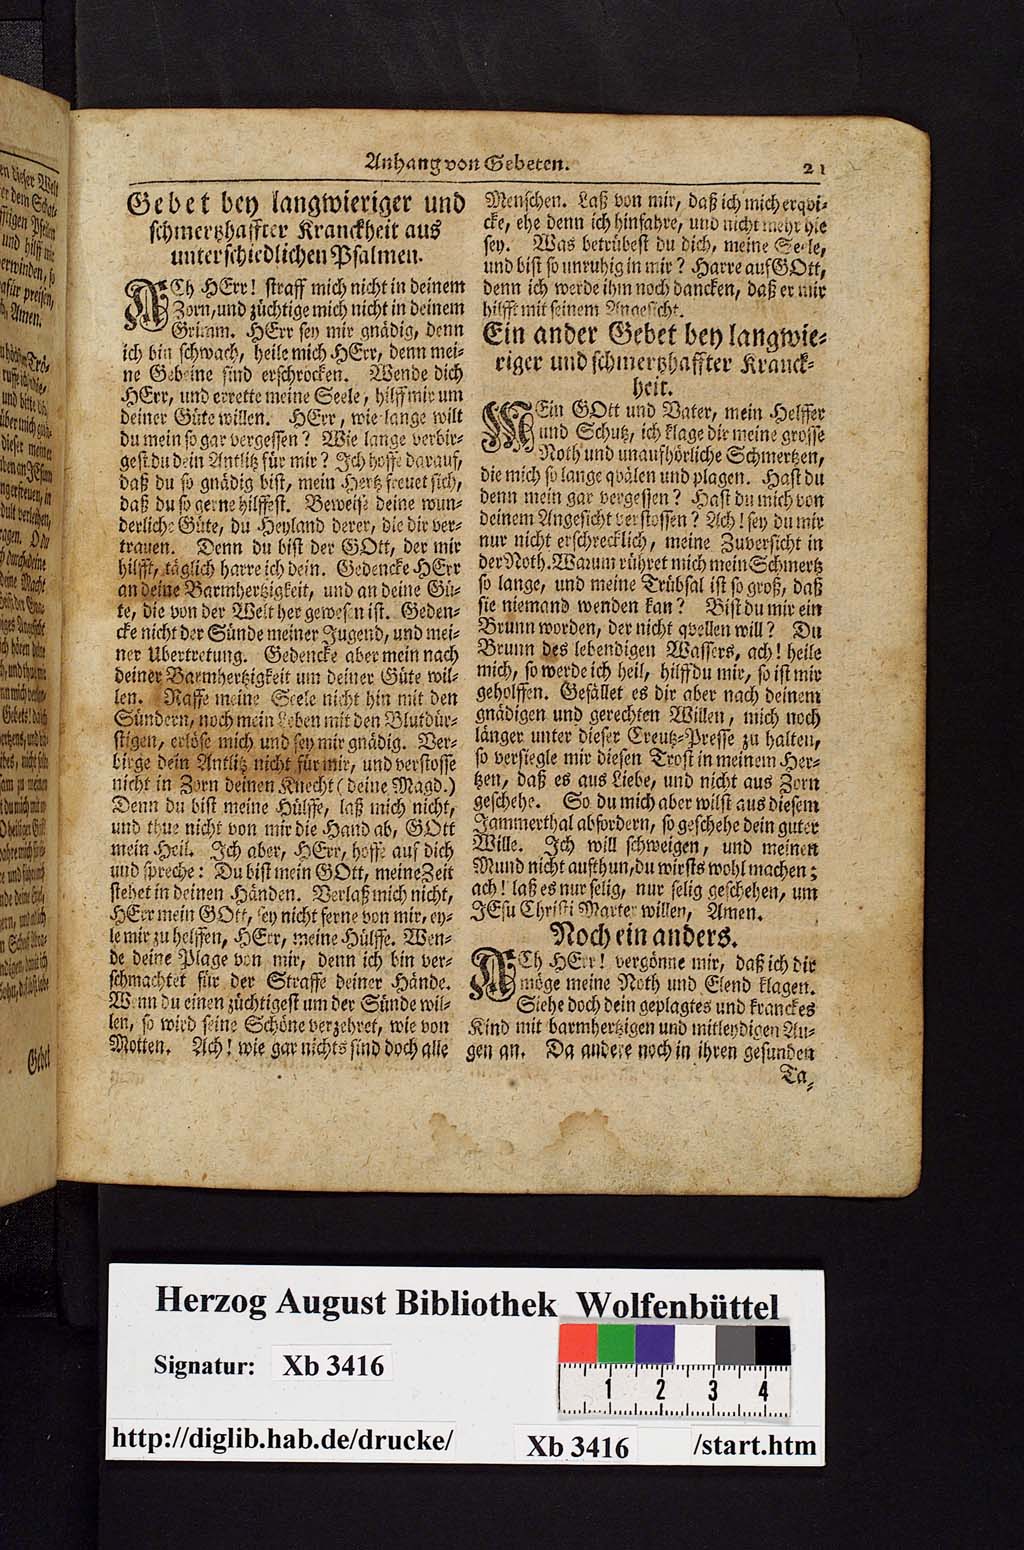 Anhang von Gebeten.
21
Gebet bey langwieriger und
schmertzhaffter Kranckheit aus
unterschiedlichen Psalmen.
ACh HErr! straff mich nicht in deinem
Zorn, und züchtige mich nicht in deinem
Grimm. HErr sey mir gnädig, denn
ich bin schwach, heile mich HErr, denn mei-
ne Gebeine sind erschrocken. Wende dich
HErr, und errette meine Seele, hilff mir um
deiner Güte willen. HErr, wie lange wilt
du mein so gar vergessen? Wie lange verbir-
gest du dein Antlitz für mir? Ich hoffe darauf,
daß du so gnädig bist, mein Hertz freuet sich,
daß du so gerne hilffest. Beweise deine wun-
derliche Güte, du Heyland derer, die dir ver-
trauen. Denn du bist der GOtt, der mir
hilfft, täglich harre ich dein. Gedencke HErr
an deine Barmhertzigkeit, und an deine Gü-
te, die von der Welt her gewesen ist. Geden-
cke nicht der Sünde meiner Jugend, und mei-
ner Ubertretung. Gedencke aber mein nach
deiner Barmhertzigkeit um deiner Güte wil-
len. Raffe meine Seele nicht hin mit den
Sündern, noch mein Leben mit den Blutdür-
stigen, erlöse mich und sey mir gnädig. Ver-
birge dein Antlitz nicht für mir, und verstosse
nicht in Zorn deinen Knecht (deine Magd.)
Denn du bist meine Hülffe, laß mich nicht,
und thue nicht von mir die Hand ab, GOtt
mein Heil. Ich aber, HErr, hoffe auf dich
und spreche: Du bist mein GOtt, meine Zeit
stehet in deinen Händen. Verlaß mich nicht,
HErr mein GOtt, sey nicht ferne von mir, ey-
le mir zu helffen, HErr, meine Hülffe. Wen-
de deine Plage von mir, denn ich bin ver-
schmachtet für der Straffe deiner Hände.
Wenn du einen züchtigest um der Sünde wil-
len, so wird seine Schöne verzehret, wie von
Motten. Ach! wie gar nichts sind doch alle
Menschen. Laß von mir, daß ich mich erqvi-
cke, ehe denn ich hinfahre, und nicht mehr hie
sey. Was betrübest du dich, meine Seele,
und bist so unruhig in mir? Harre auf GOtt,
denn ich werde ihm noch dancken, daß er mir
hilfft mit seinem Angesicht.
Ein ander Gebet bey langwie-
riger und schmertzhaffter Kranck-
heit.
MEin GOtt und Vater, mein Helffer
und Schutz, ich klage dir meine grosse
Noth und unaufhörliche Schmertzen,
die mich so lange qvälen und plagen. Hast du
denn mein gar vergessen? Hast du mich von
deinem Angesicht verstossen? Ach! sey du mir
nur nicht erschrecklich, meine Zuversicht in
der Noth. Warum rühret mich mein Schmertz
so lange, und meine Trübsal ist so groß, daß
sie niemand wenden kan? Bist du mir ein
Brunn worden, der nicht qvellen will? Du
Brunn des lebendigen Wassers, ach! heile
mich, so werde ich heil, hilff du mir, so ist mir
geholffen. Gefället es dir aber nach deinem
gnädigen und gerechten Willen, mich noch
länger unter dieser Creutz-Presse zu halten,
so versiegle mir diesen Trost in meinem Her-
tzen, daß es aus Liebe, und nicht aus Zorn
geschehe. So du mich aber wilst aus diesem
Jammerthal abfordern, so geschehe dein guter
Wille. Ich will schweigen, und meinen
Mund nicht aufthun, du wirsts wohl machen;
ach! laß es nur selig, nur selig geschehen, um
JEsu Christi Marter willen, Amen.
Noch ein anders.
ACh HErr! vergönne mir, daß ich dir
möge meine Noth und Elend klagen.
Siehe doch dein geplagtes und kranckes
Kind mit barmhertzigen und mitleydigen Au-
gen an. Da andere noch in ihren gesunden
Ta-
Gebet
Herzog August Bibliothek Wolfenbüttel
Signatur: Xb 3416
1 2 3 4
http://diglib.hab.de/drucke/ Xb 3416 /start.htm